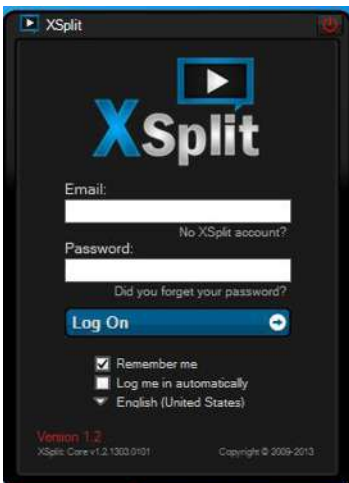 XSplit
XSplit
Email:
No XSplit account?
Password:
Did you forget your password?
Log On
Remember me
Log me in automatically
English (United States)
Version 1.2
XSplit Core v1.2.1303.0101
Copyright © 2009-2013